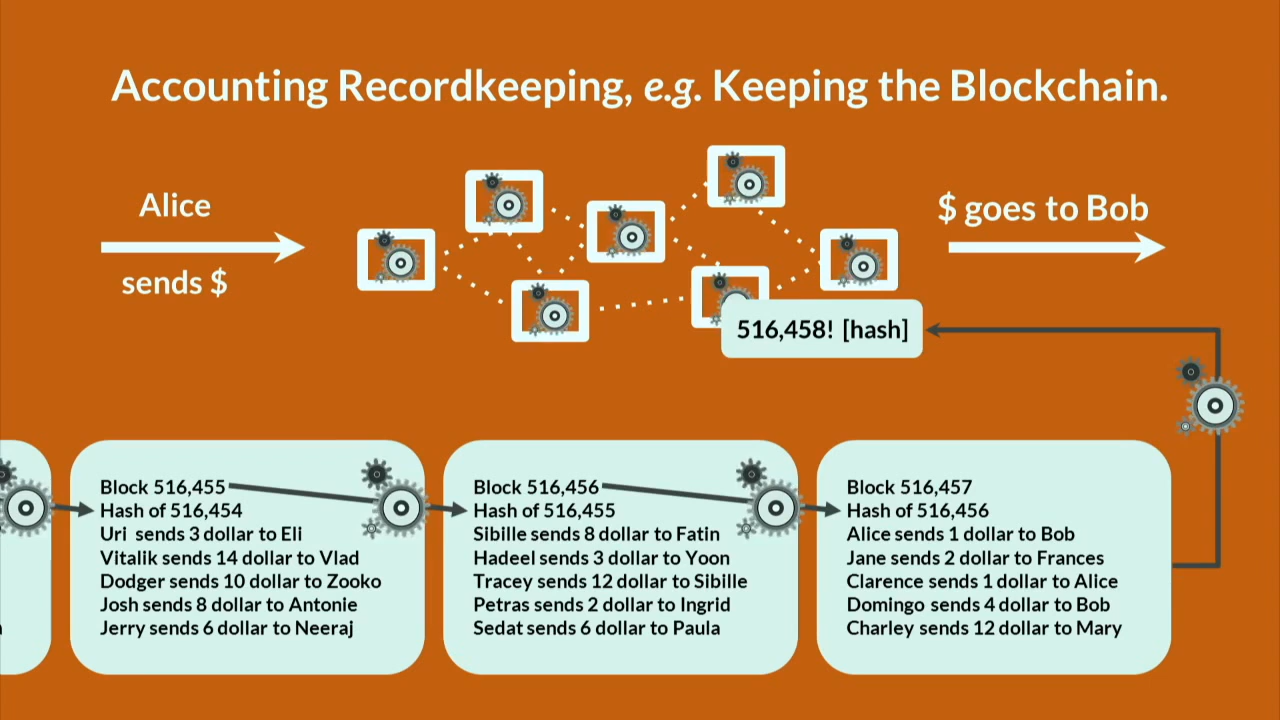 Accounting Recordkeeping, e.g. Keeping the Blockchain.
Alice
sends $
$ goes to Bob
516,458! [hash]
Block 516,455
Hash of 516,454
Uri sends 3 dollar to Eli
Vitalik sends 14 dollar to Vlad
Dodger sends 10 dollar to Zooko
Josh sends 8 dollar to Antonie
Jerry sends 6 dollar to Neeraj
Block 516,456
Hash of 516,455
Sibille sends 8 dollar to Fatin
Hadeel sends 3 dollar to Yoon
Tracey sends 12 dollar to Sibille
Petras sends 2 dollar to Ingrid
Sedat sends 6 dollar to Paula
Block 516,457
Hash of 516,456
Alice sends 1 dollar to Bob
Jane sends 2 dollar to Frances
Clarence sends 1 dollar to Alice
Domingo sends 4 dollar to Bob
Charley sends 12 dollar to Mary